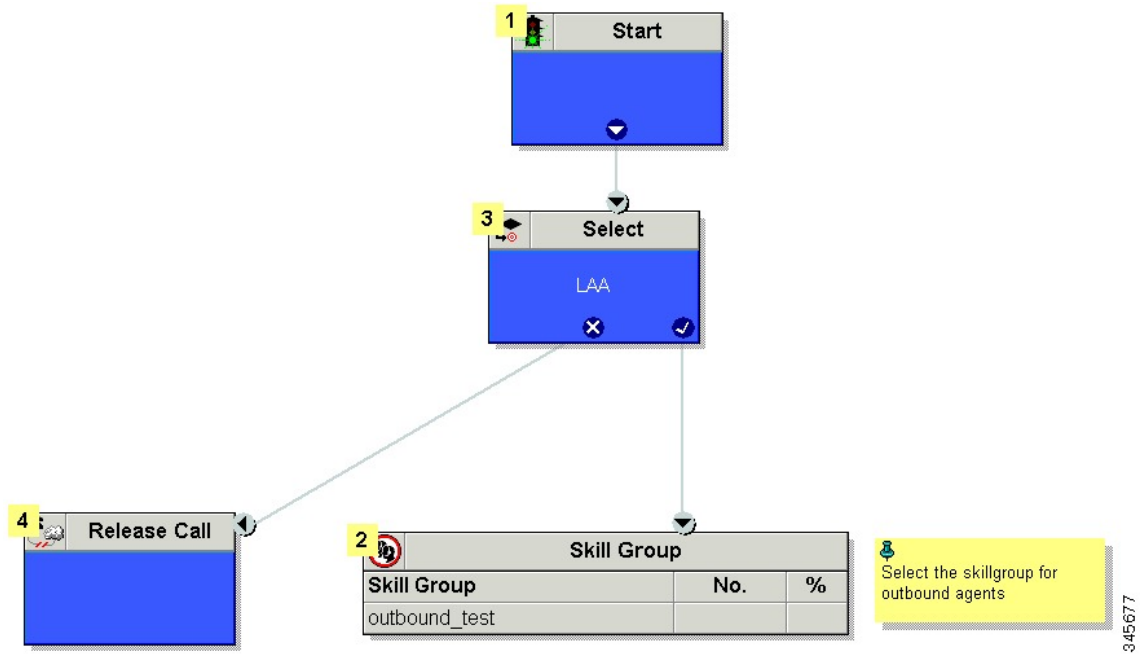 1
Start
3
Select
LAA
4
Release Call
2
Skill Group
Skill Group No. %
outbound_test
Select the skillgroup for
outbound agents
345677